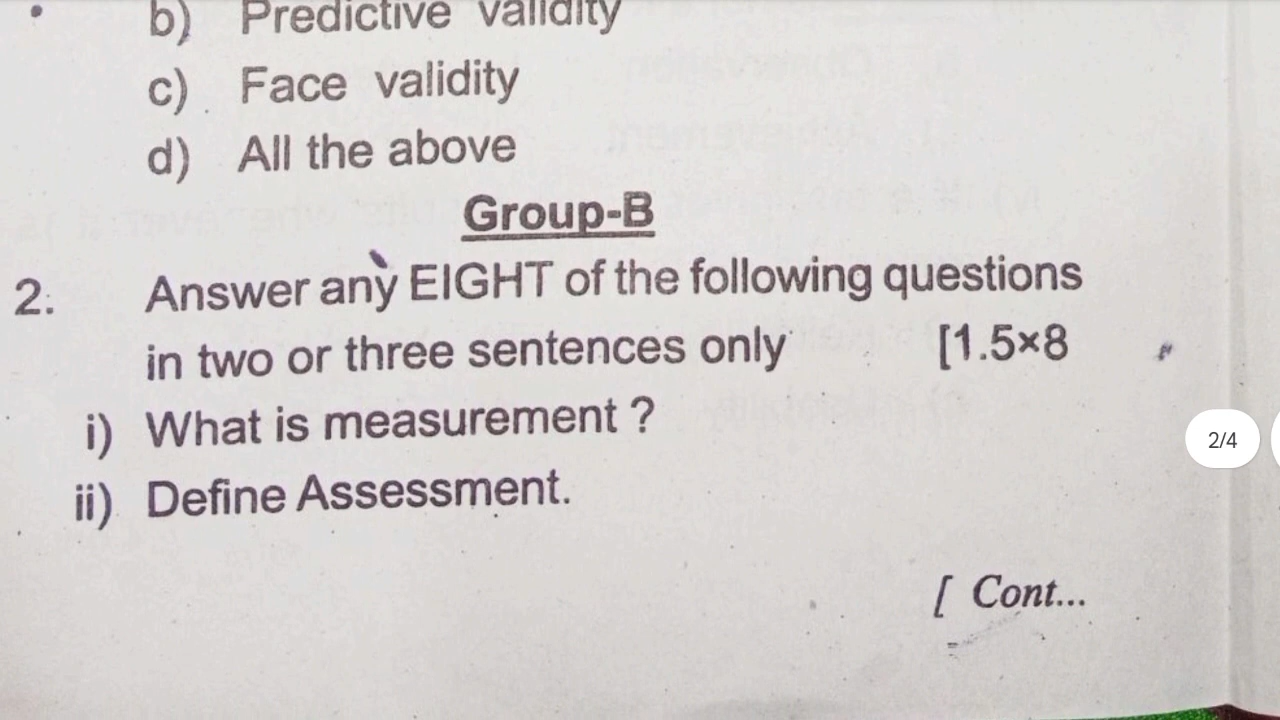 b) Predictive validity
c) Face validity
d) All the above
Group-B
2. Answer any EIGHT of the following questions
in two or three sentences only [1.5×8
i) What is measurement ?
ii) Define Assessment.
2/4
[ Cont...